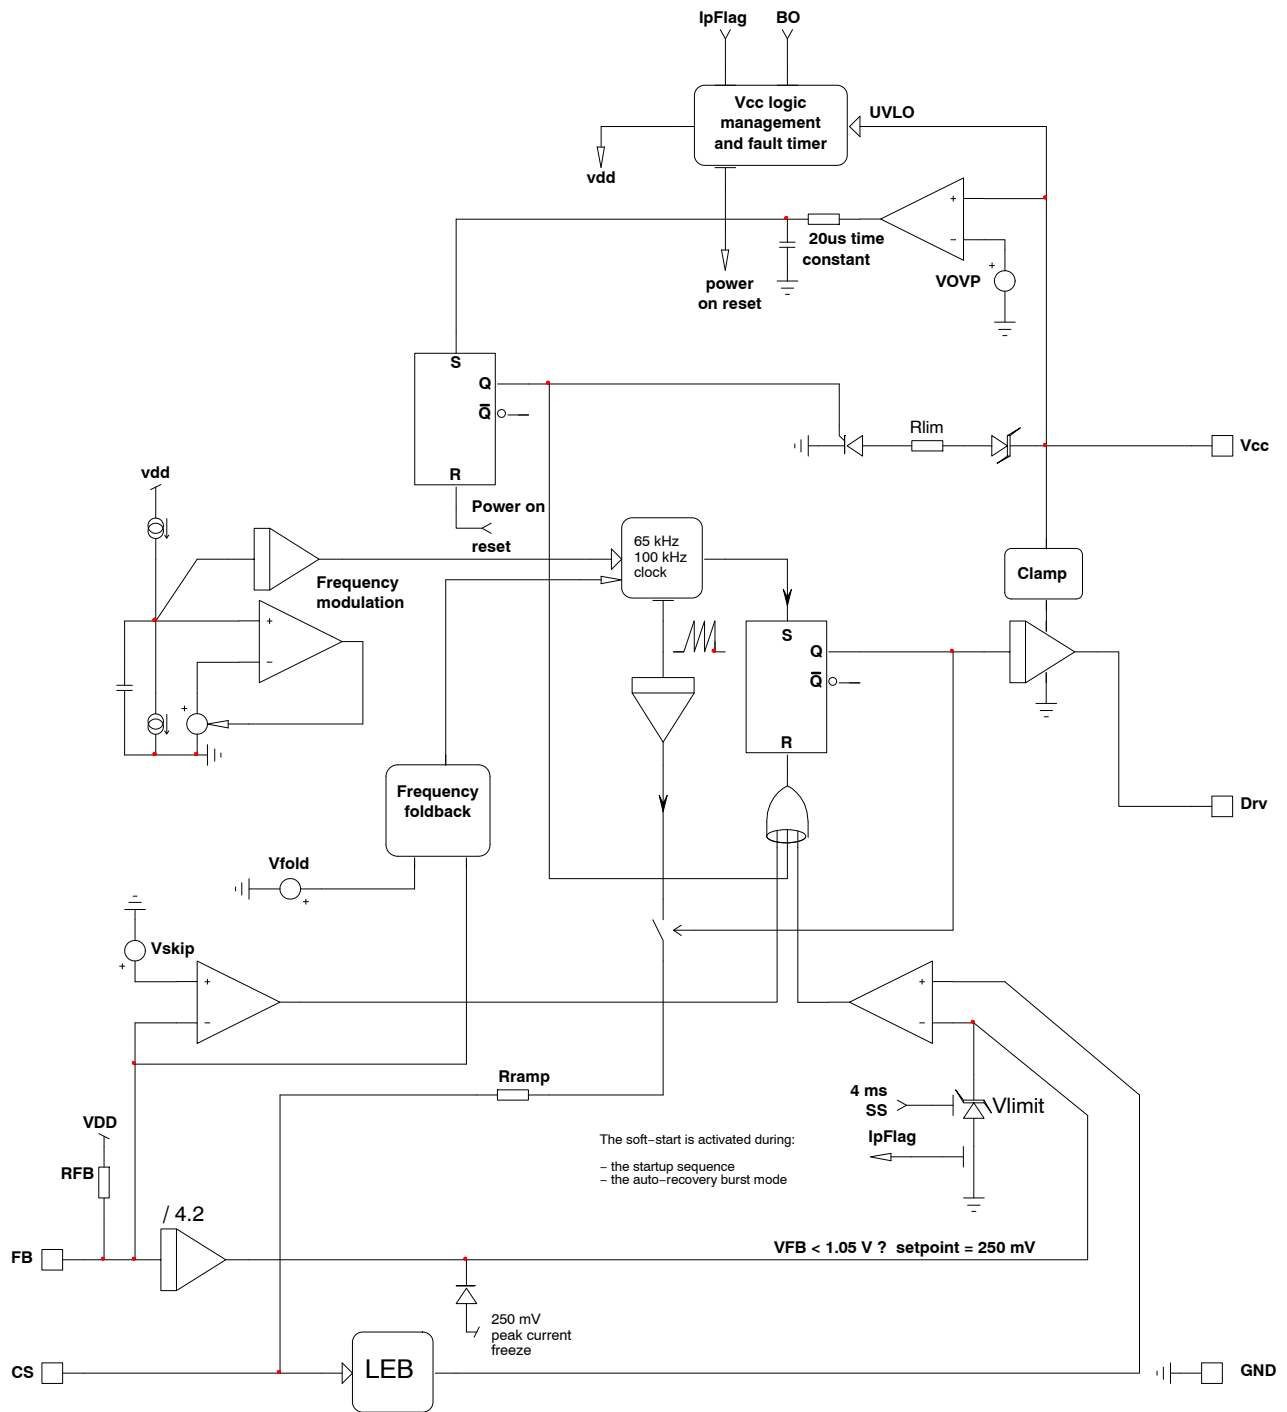 IpFlag
BO
Vcc logic
management
and fault timer
UVLO
vdd
+
−
20us time
constant
VOVP
+
power
on reset
S
Q
Q
R
Rlim
Vcc
vdd
Power on
reset
65 kHz
100 kHz
clock
Frequency
modulation
Clamp
+
−
+
S
Q
Q
R
Frequency
foldback
Drv
Vfold
+
Vskip
+
+
−
+
−
Rramp
4 ms
SS
Vlimit
VDD
IpFlag
The soft−start is activated during:
− the startup sequence
− the auto−recovery burst mode
RFB
/ 4.2
FB
VFB < 1.05 V ? setpoint = 250 mV
250 mV
peak current
freeze
CS
LEB
GND